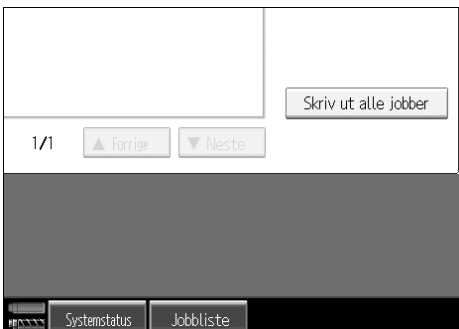 Skriv ut alle jobber
1/1 ▲ Forrige ▼ Neste
Systemstatus Jobbliste